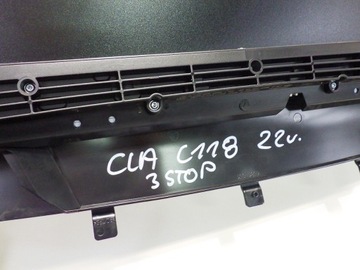 CLA C118 22r.
3 STOP